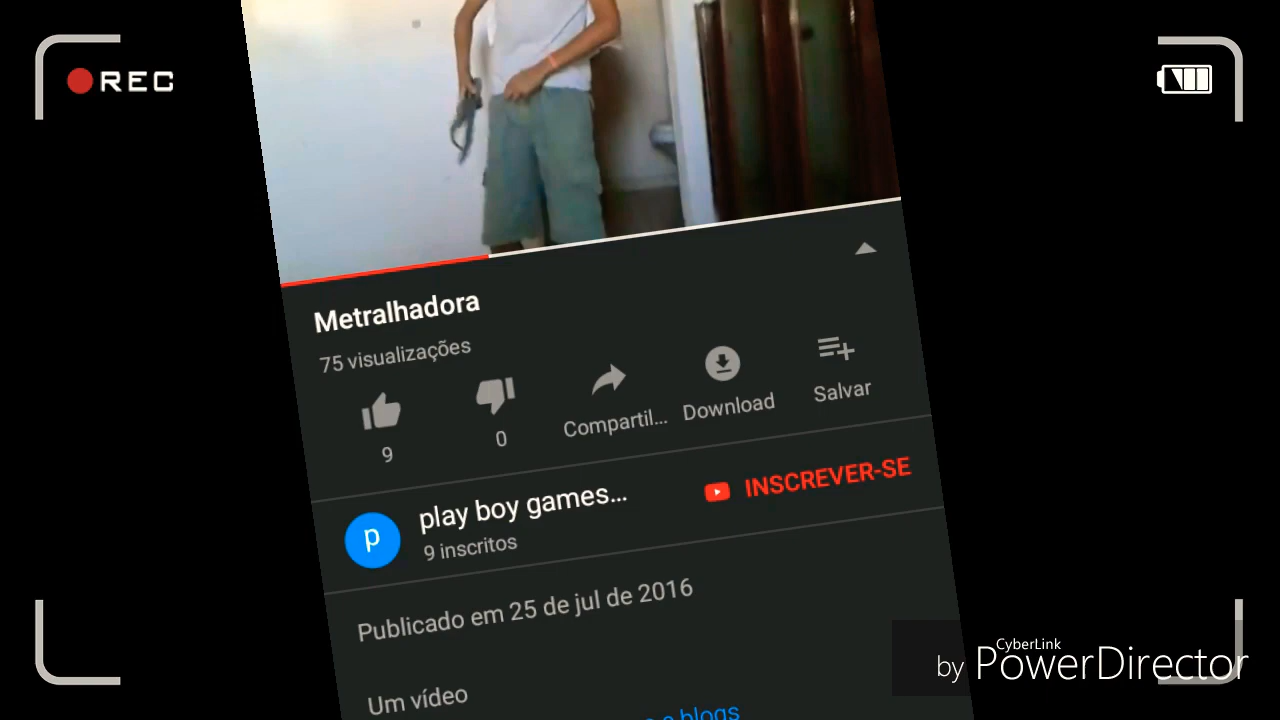 REC
Metralhadora
75 visualizações
9
0
Compartil...
Download
Salvar
play boy games...
INSCREVER-SE
9 inscritos
p
Publicado em 25 de jul de 2016
Um vídeo
e blogs
CyberLink
by PowerDirector